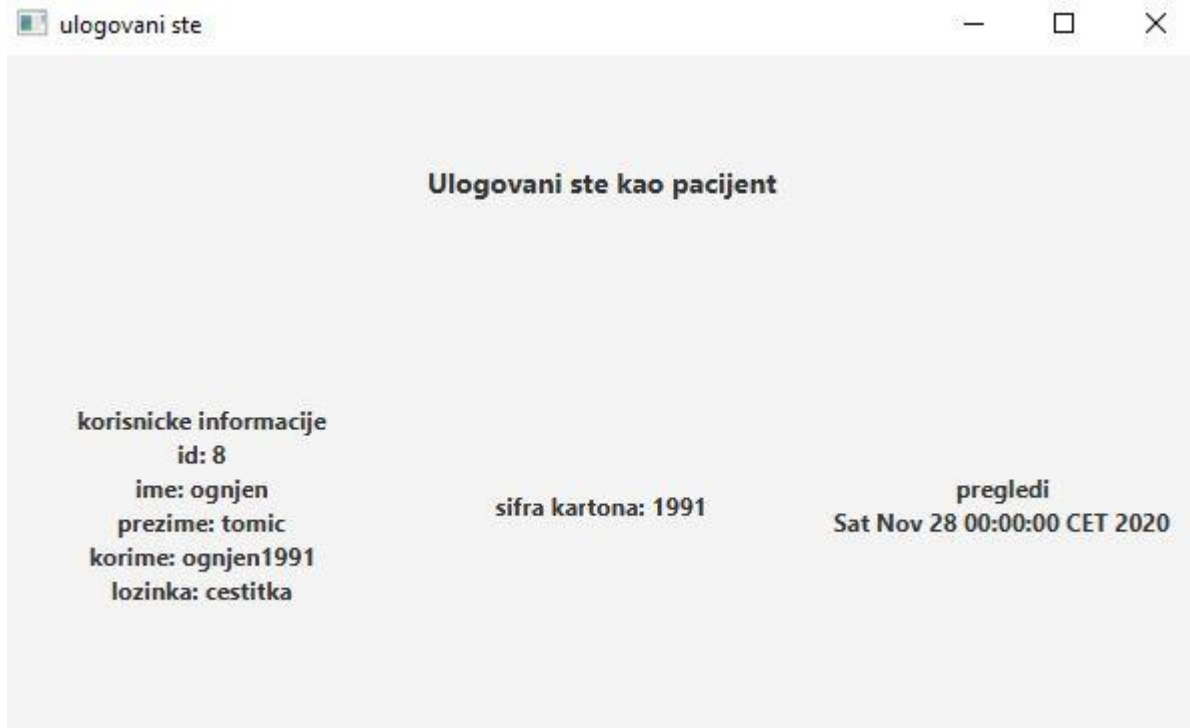 ulogovani ste
Ulogovani ste kao pacijent
korisnicke informacije
id: 8
ime: ognjen
prezime: tomic
korime: ognjen1991
lozinka: cestitka
sifra kartona: 1991
pregledi
Sat Nov 28 00:00:00 CET 2020